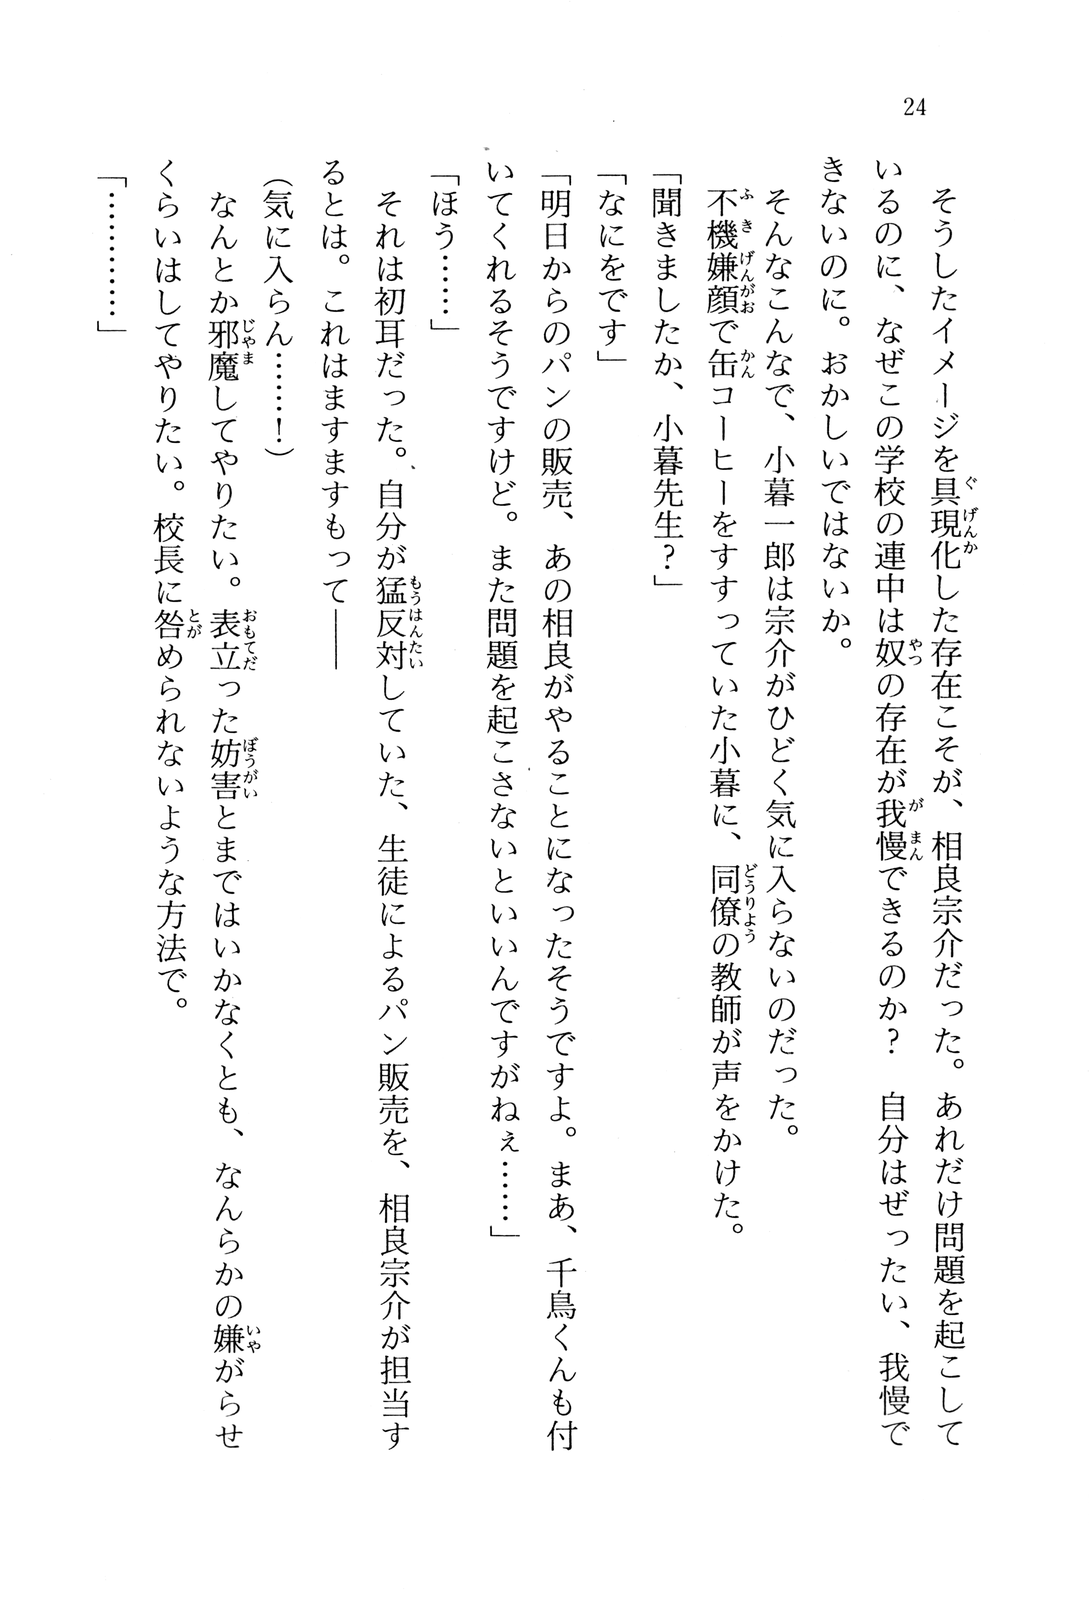 24
そうしたイメージを具現化した存在こそが、相良宗介だった。あれだけ問題を起こして
いるのに、なぜこの学校の連中は奴の存在が我慢できるのか？　自分はぜったい、我慢で
きないのに。おかしいではないか。
そんなこんなで、小暮一郎は宗介がひどく気に入らないのだった。
不機嫌顔で缶コーヒーをすすっていた小暮に、同僚の教師が声をかけた。
「聞きましたか、小暮先生？」
「なにをです」
「明日からのパンの販売、あの相良がやることになったそうですよ。まあ、千鳥くんも付
いてくれるそうですけど。また問題を起こさないといいんですがねぇ……」
「ほう……」
それは初耳だった。自分が猛反対していた、生徒によるパン販売を、相良宗介が担当す
るとは。これはますますもって――
（気に入らん……！）
なんとか邪魔してやりたい。表立った妨害とまではいかなくとも、なんらかの嫌がらせ
くらいはしてやりたい。校長に咎められないような方法で。
「…………」